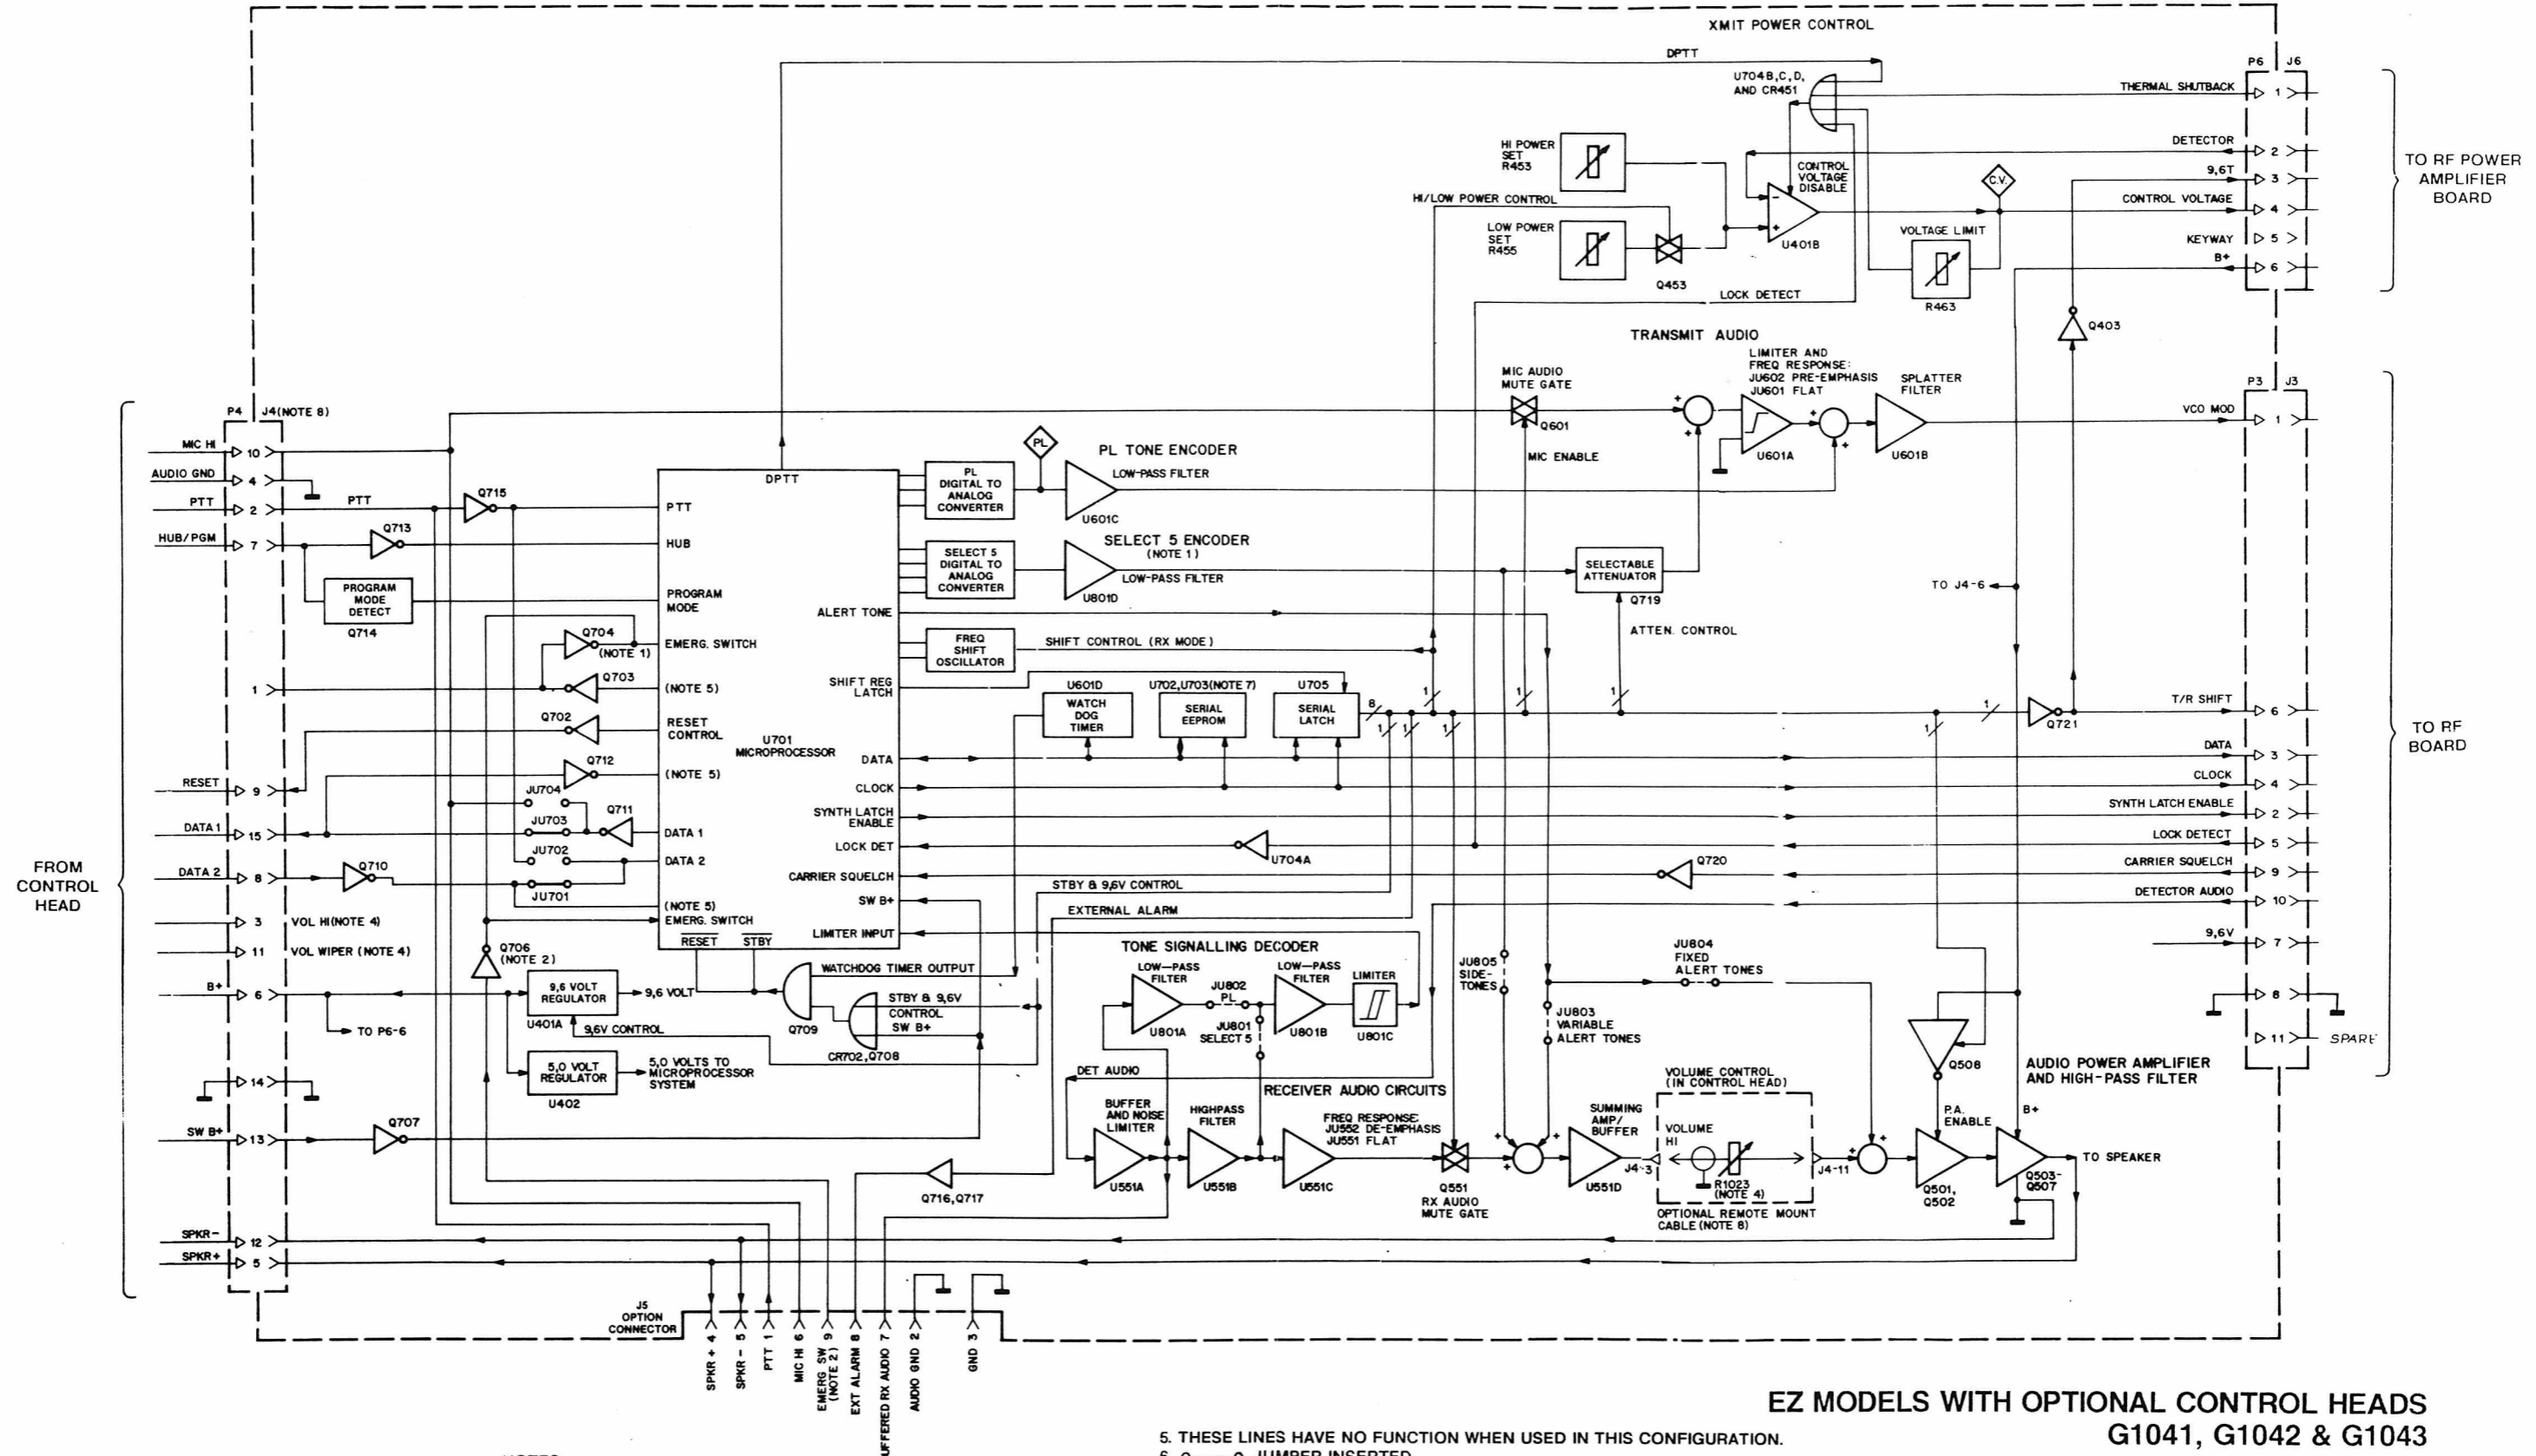 XMIT POWER CONTROL
DPTT
U704B,C,D,
AND CR451
P6 J6
THERMAL SHUTBACK
1
HI POWER
SET
R453
DETECTOR
2
CONTROL
VOLTAGE
DISABLE
C.V.
9,6T
3
TO RF POWER
AMPLIFIER
BOARD
HI/LOW POWER CONTROL
CONTROL VOLTAGE
4
LOW POWER
SET
R455
-
+
U401B
VOLTAGE LIMIT
KEYWAY
5
B+
6
Q453
LOCK DETECT
R463
Q403
TRANSMIT AUDIO
MIC AUDIO
MUTE GATE
LIMITER AND
FREQ RESPONSE:
JU602 PRE-EMPHASIS
JU601 FLAT
SPLATTER
FILTER
P3 J3
P4 J4(NOTE 8)
VCO MOD
1
+
+
+
+
Q601
U601A
U601B
MIC ENABLE
MIC HI
10
AUDIO GND
4
PTT
2
PTT
Q715
HUB/PGM
7
Q713
PROGRAM
MODE
DETECT
Q714
DPTT
PTT
HUB
PROGRAM
MODE
PL
DIGITAL TO
ANALOG
CONVERTER
PL
PL TONE ENCODER
LOW-PASS FILTER
U601C
SELECT 5 ENCODER
(NOTE 1)
SELECT 5
DIGITAL TO
ANALOG
CONVERTER
LOW-PASS FILTER
U801D
SELECTABLE
ATTENUATOR
Q719
TO J4-6
ALERT TONE
ATTEN. CONTROL
Q704
(NOTE 1)
EMERG. SWITCH
FREQ
SHIFT
OSCILLATOR
SHIFT CONTROL (RX MODE)
1
Q703
(NOTE 5)
SHIFT REG
LATCH
U601D
WATCH
DOG
TIMER
U702,U703(NOTE 7)
SERIAL
EEPROM
U705
SERIAL
LATCH
8
1
1
1
1
1
1
1
1
Q721
T/R SHIFT
6
Q702
RESET
CONTROL
U701
MICROPROCESSOR
TO RF
BOARD
DATA
DATA
3
Q712
(NOTE 5)
RESET
9
JU704
CLOCK
CLOCK
4
JU703
Q711
DATA 1
15
DATA 1
SYNTH LATCH
ENABLE
SYNTH LATCH ENABLE
2
LOCK DET
U704A
LOCK DETECT
5
JU702
DATA 2
FROM
CONTROL
HEAD
DATA 2
8
Q710
JU701
CARRIER SQUELCH
Q720
CARRIER SQUELCH
9
STBY & 9,6V CONTROL
SW B+
DETECTOR AUDIO
10
(NOTE 5)
EXTERNAL ALARM
3
VOL HI(NOTE 4)
EMERG. SWITCH
LIMITER INPUT
RESET
STBY
9,6V
7
11
VOL WIPER (NOTE 4)
Q706
(NOTE 2)
TONE SIGNALLING DECODER
JU804
FIXED
ALERT TONES
WATCHDOG TIMER OUTPUT
LOW-PASS
FILTER
JU802
PL
LOW-PASS
FILTER
LIMITER
JU805
SIDE-
TONES
B+
6
9,6 VOLT
REGULATOR
9,6 VOLT
U401A
STBY & 9,6V
CONTROL
SW B+
8
TO P6-6
9,6V CONTROL
Q709
CR702,Q708
U801A
JU801
SELECT 5
U801B
U801C
JU803
VARIABLE
ALERT TONES
11
SPARE
Q508
AUDIO POWER AMPLIFIER
AND HIGH-PASS FILTER
5,0 VOLT
REGULATOR
U402
5,0 VOLTS TO
MICROPROCESSOR
SYSTEM
DET AUDIO
RECEIVER AUDIO CIRCUITS
VOLUME CONTROL
(IN CONTROL HEAD)
14
BUFFER
AND NOISE
LIMITER
HIGHPASS
FILTER
FREQ RESPONSE
JU552 DE-EMPHASIS
JU551 FLAT
SUMMING
AMP/
BUFFER
P.A.
ENABLE
B+
SW B+
13
Q707
VOLUME
HI
+
+
+
+
+
J4-3
J4-11
TO SPEAKER
Q716,Q717
U551A
U551B
U551C
Q551
RX AUDIO
MUTE GATE
U551D
R1023
(NOTE 4)
OPTIONAL REMOTE MOUNT
CABLE (NOTE 8)
Q501,
Q502
Q503-
Q507
SPKR-
12
SPKR+
5
J5
OPTION
CONNECTOR
SPKR + 4
SPKR - 5
PTT 1
MIC HI 6
EMERG SW 9
(NOTE 2)
EXT ALARM 8
UFFERED RX AUDIO 7
AUDIO GND 2
GND 3
EZ MODELS WITH OPTIONAL CONTROL HEADS
G1041, G1042 & G1043
5. THESE LINES HAVE NO FUNCTION WHEN USED IN THIS CONFIGURATION.